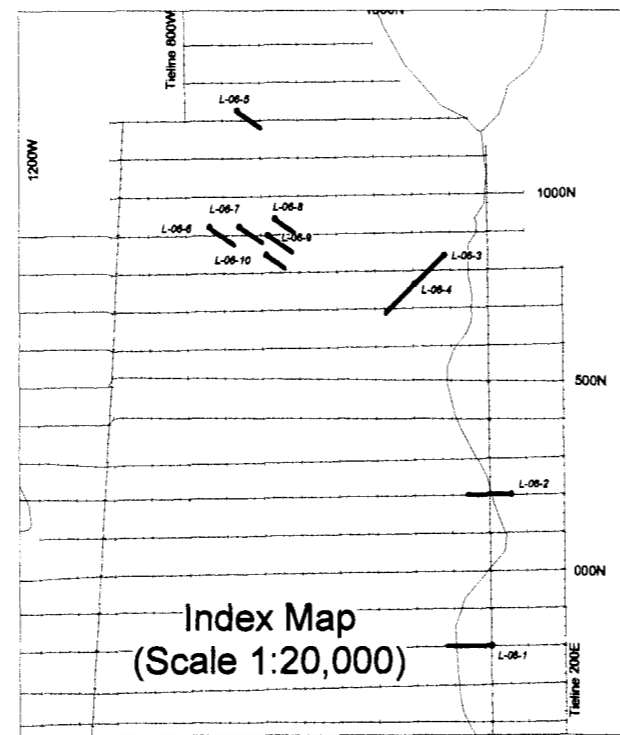 Tieline 800W
1200W
L-06-5
1000N
L-06-8
L-06-7
L-06-6
L-06-9
L-06-10
L-06-3
L-06-4
500N
L-06-2
000N
Index Map
(Scale 1:20,000)
L-06-1
Tieline 200E